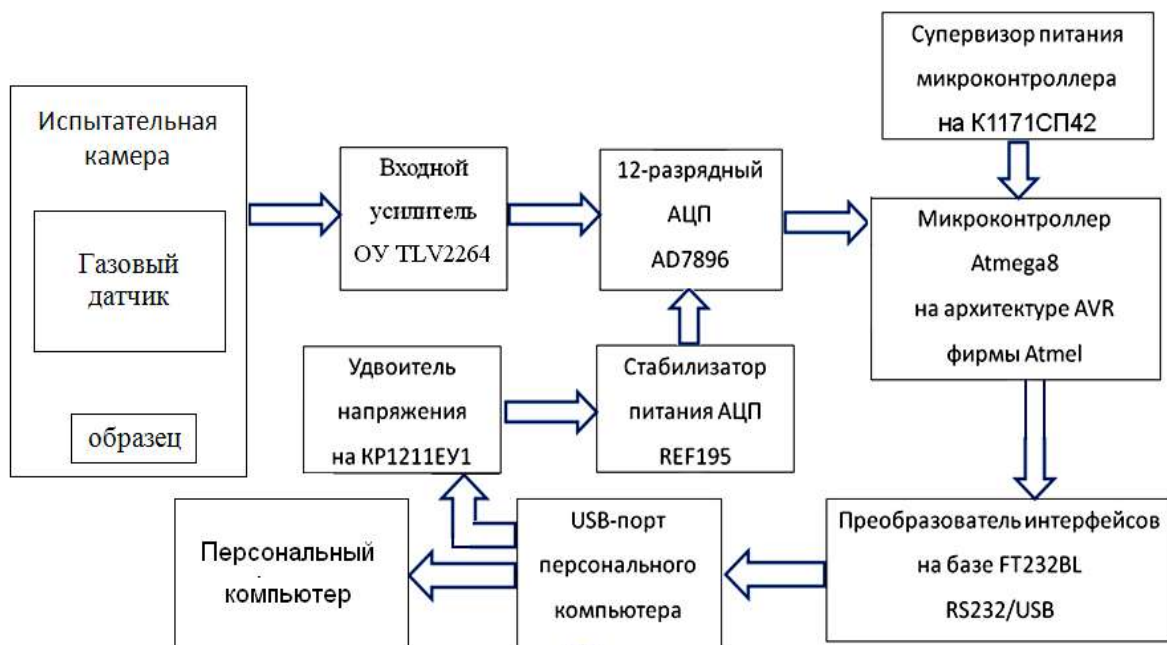 Испытательная
камера
Газовый
датчик
образец
Входной
усилитель
ОУ TLV2264
12-разрядный
АЦП
AD7896
Супервизор питания
микроконтроллера
на К1171СП42
Микроконтроллер
Atmega8
на архитектуре AVR
фирмы Atmel
Удвоитель
напряжения
на КР1211ЕУ1
Стабилизатор
питания АЦП
REF195
Персональный
компьютер
USB-порт
персонального
компьютера
Преобразователь интерфейсов
на базе FT232BL
RS232/USB